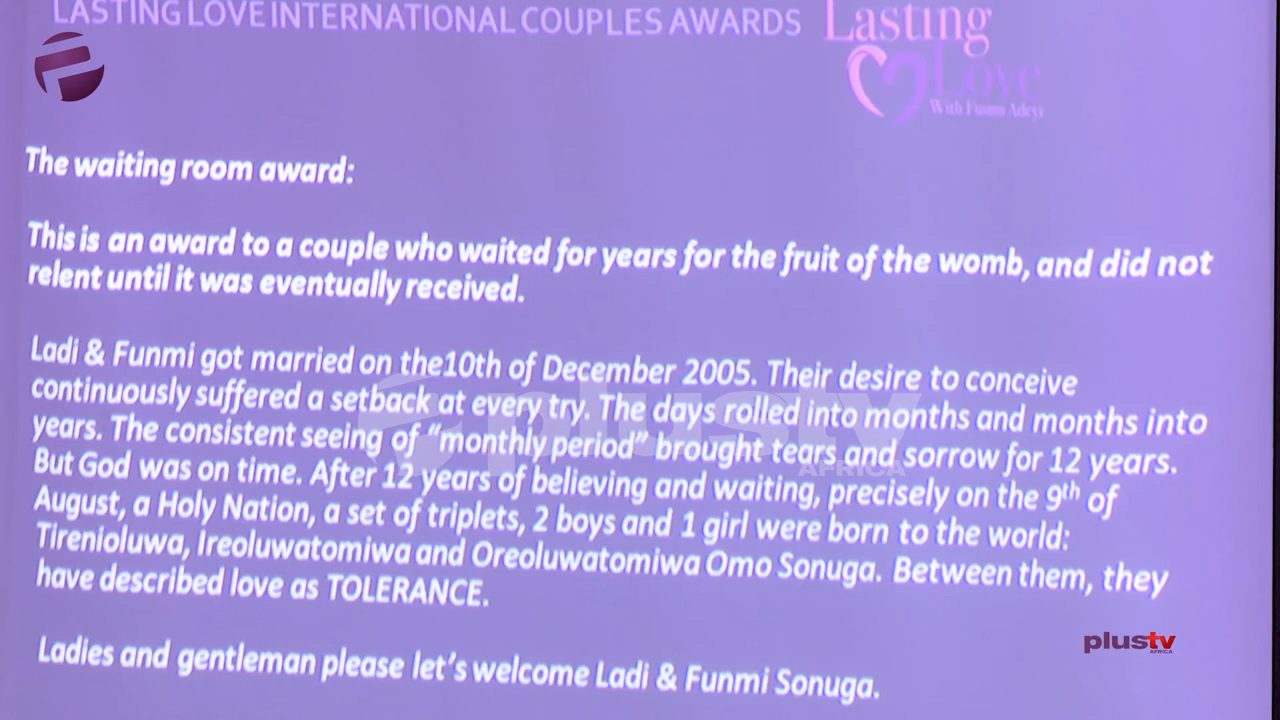 LASTING LOVE INTERNATIONAL COUPLES AWARDS
Lasting
Love
With Funmi Adeye
The waiting room award:
This is an award to a couple who waited for years for the fruit of the womb, and did not
relent until it was eventually received.
Ladi & Funmi got married on the10th of December 2005. Their desire to conceive
continuously suffered a setback at every try. The days rolled into months and months into
years. The consistent seeing of “monthly period” brought tears and sorrow for 12 years.
But God was on time. After 12 years of believing and waiting, precisely on the 9th of
August, a Holy Nation, a set of triplets, 2 boys and 1 girl were born to the world:
Tirenioluwa, Ireoluwatomiwa and Oreoluwatomiwa Omo Sonuga. Between them, they
have described love as TOLERANCE.
Ladies and gentleman please let’s welcome Ladi & Funmi Sonuga.
plustv
AFRICA
plustv
AFRICA